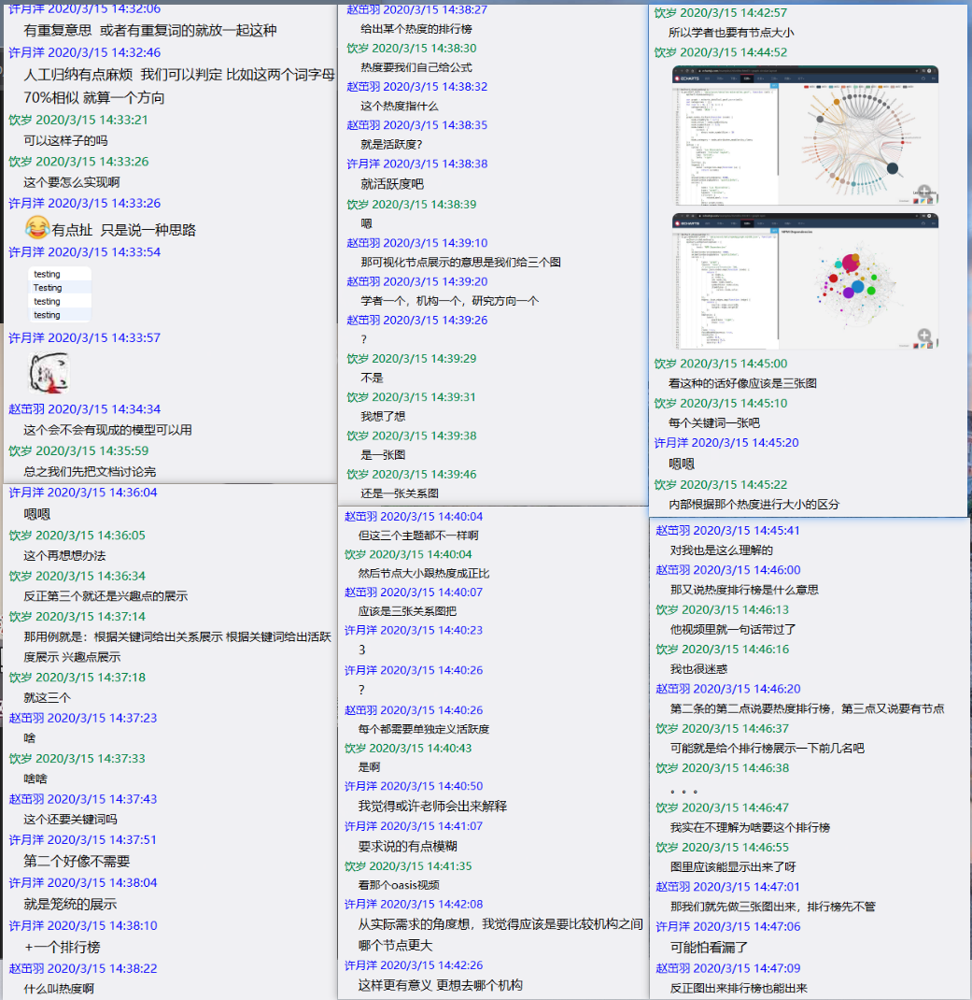 许月洋 2020/3/15 14:32:06
有重复意思 或者有重复词的就放一起这种
许月洋 2020/3/15 14:32:46
人工归纳有点麻烦 我们可以判定 比如这两个词字母
70%相似 就算一个方向
饮岁 2020/3/15 14:33:21
可以这样子的吗
饮岁 2020/3/15 14:33:26
这个要怎么实现啊
许月洋 2020/3/15 14:33:26
有点扯 只是说一种思路
许月洋 2020/3/15 14:33:54
testing
Testing
testing
testing
许月洋 2020/3/15 14:33:57
赵茁羽 2020/3/15 14:34:34
这个会不会有现成的模型可以用
饮岁 2020/3/15 14:35:59
总之我们先把文档讨论完
许月洋 2020/3/15 14:36:04
嗯嗯
饮岁 2020/3/15 14:36:05
这个再想想办法
饮岁 2020/3/15 14:36:34
反正第三个就还是兴趣点的展示
饮岁 2020/3/15 14:37:14
那用例就是：根据关键词给出关系展示 根据关键词给出活跃
度展示 兴趣点展示
饮岁 2020/3/15 14:37:18
就这三个
赵茁羽 2020/3/15 14:37:23
啥
饮岁 2020/3/15 14:37:33
啥啥
赵茁羽 2020/3/15 14:37:43
这个还要关键词吗
许月洋 2020/3/15 14:37:51
第二个好像不需要
许月洋 2020/3/15 14:38:04
就是笼统的展示
许月洋 2020/3/15 14:38:10
+一个排行榜
赵茁羽 2020/3/15 14:38:22
什么叫热度啊
赵茁羽 2020/3/15 14:38:27
给出某个热度的排行榜
饮岁 2020/3/15 14:38:30
热度要我们自己给公式
赵茁羽 2020/3/15 14:38:32
这个热度指什么
赵茁羽 2020/3/15 14:38:35
就是活跃度?
许月洋 2020/3/15 14:38:38
就活跃度吧
饮岁 2020/3/15 14:38:39
嗯
赵茁羽 2020/3/15 14:39:10
那可视化节点展示的意思是我们给三个图
赵茁羽 2020/3/15 14:39:20
学者一个，机构一个，研究方向一个
赵茁羽 2020/3/15 14:39:26
?
饮岁 2020/3/15 14:39:29
不是
饮岁 2020/3/15 14:39:31
我想了想
饮岁 2020/3/15 14:39:38
是一张图
饮岁 2020/3/15 14:39:46
还是一张关系图
赵茁羽 2020/3/15 14:40:04
但这三个主题都不一样啊
饮岁 2020/3/15 14:40:04
然后节点大小跟热度成正比
赵茁羽 2020/3/15 14:40:07
应该是三张关系图把
许月洋 2020/3/15 14:40:23
3
许月洋 2020/3/15 14:40:26
?
赵茁羽 2020/3/15 14:40:26
每个都需要单独定义活跃度
饮岁 2020/3/15 14:40:43
是啊
许月洋 2020/3/15 14:40:50
我觉得或许老师会出来解释
许月洋 2020/3/15 14:41:07
要求说的有点模糊
饮岁 2020/3/15 14:41:35
看那个oasis视频
许月洋 2020/3/15 14:42:08
从实际需求的角度想，我觉得应该是要比较机构之间
哪个节点更大
许月洋 2020/3/15 14:42:26
这样更有意义 更想去哪个机构
饮岁 2020/3/15 14:42:57
所以学者也要有节点大小
饮岁 2020/3/15 14:44:52
ECHARTS
ECHARTS
饮岁 2020/3/15 14:45:00
看这种的话好像应该是三张图
饮岁 2020/3/15 14:45:10
每个关键词一张吧
许月洋 2020/3/15 14:45:20
嗯嗯
饮岁 2020/3/15 14:45:22
内部根据那个热度进行大小的区分
赵茁羽 2020/3/15 14:45:41
对我也是这么理解的
赵茁羽 2020/3/15 14:46:00
那又说热度排行榜是什么意思
饮岁 2020/3/15 14:46:13
他视频里就一句话带过了
饮岁 2020/3/15 14:46:16
我也很迷惑
赵茁羽 2020/3/15 14:46:20
第二条的第二点说要热度排行榜，第三点又说要有节点
饮岁 2020/3/15 14:46:37
可能就是给个排行榜展示一下前几名吧
饮岁 2020/3/15 14:46:38
。。。
饮岁 2020/3/15 14:46:47
我实在不理解为啥要这个排行榜
饮岁 2020/3/15 14:46:55
图里应该能显示出来了呀
赵茁羽 2020/3/15 14:47:01
那我们就先做三张图出来，排行榜先不管
许月洋 2020/3/15 14:47:06
可能怕看漏了
赵茁羽 2020/3/15 14:47:09
反正图出来排行榜也能出来